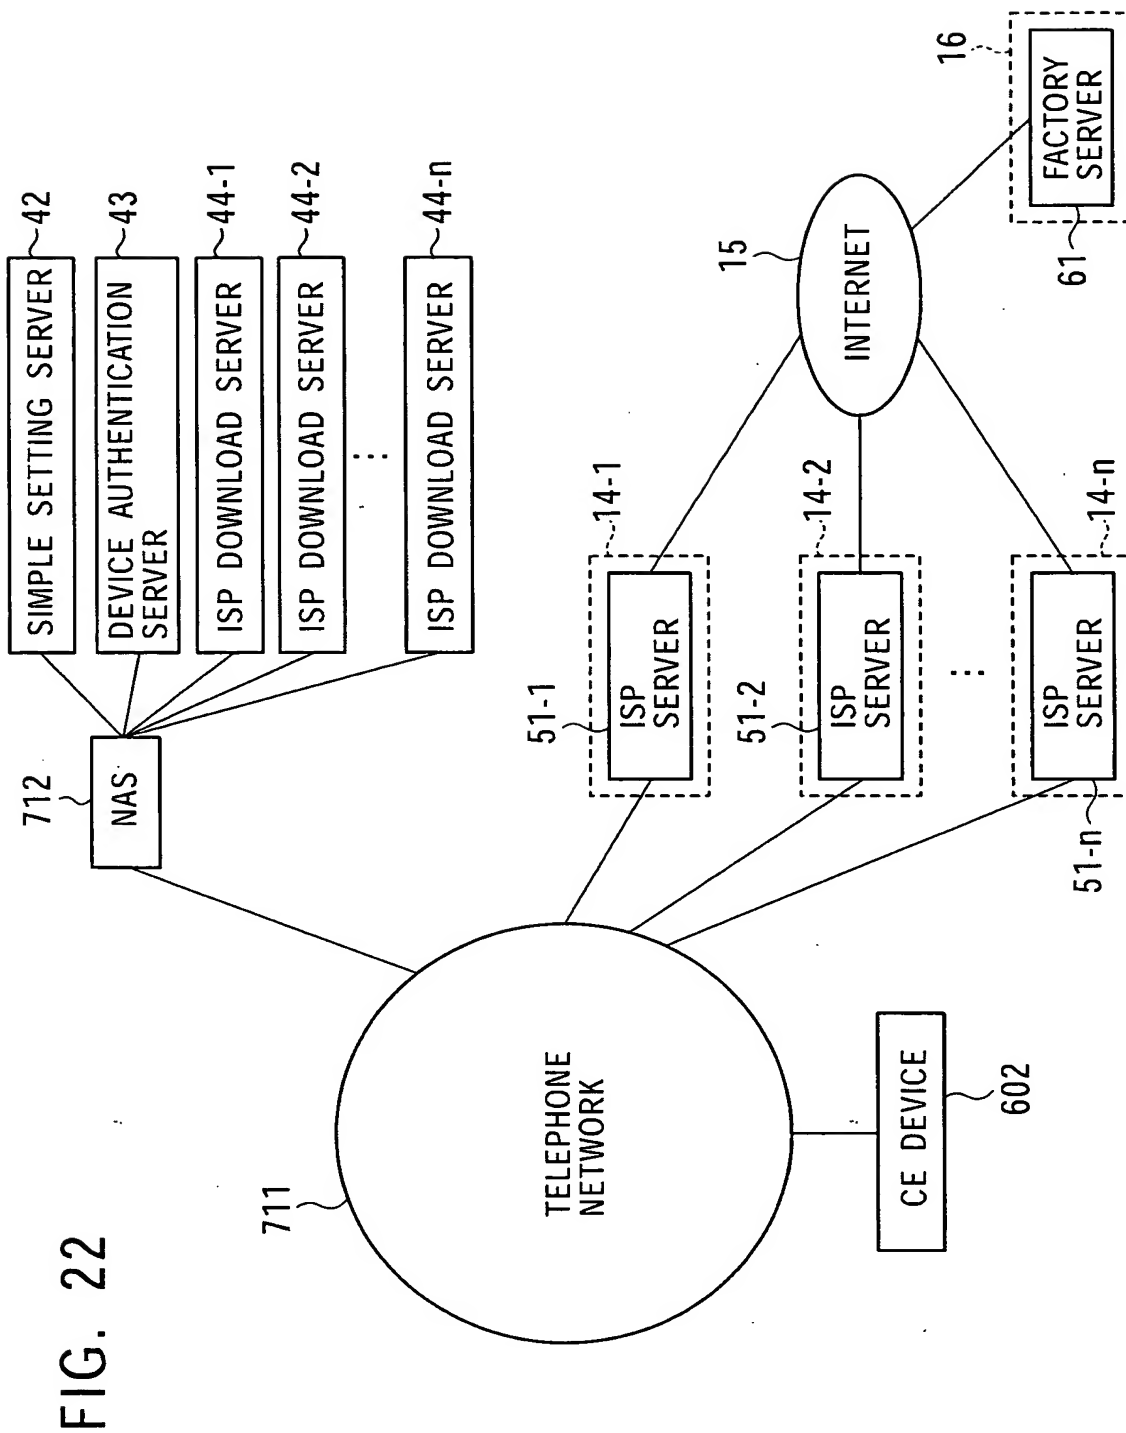 FIG. 22
711
TELEPHONE
NETWORK
CE DEVICE
602
712
NAS
SIMPLE SETTING SERVER
42
DEVICE AUTHENTICATION
SERVER
43
ISP DOWNLOAD SERVER
44-1
ISP DOWNLOAD SERVER
44-2
...
ISP DOWNLOAD SERVER
44-n
51-1
ISP
SERVER
14-1
51-2
ISP
SERVER
14-2
...
51-n
ISP
SERVER
14-n
15
INTERNET
16
FACTORY
SERVER
61